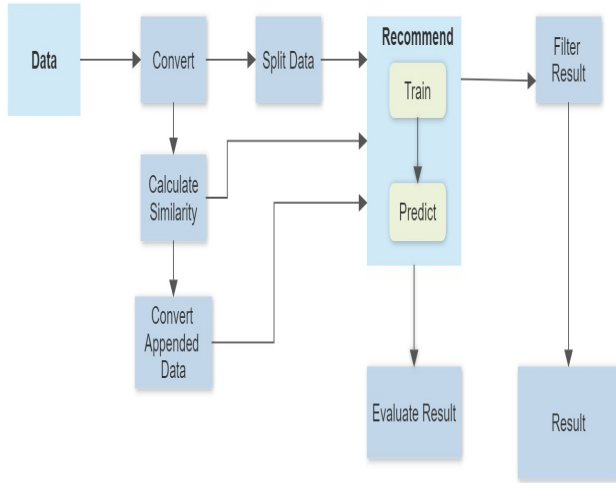 Data
Convert
Split Data
Recommend
Train
Predict
Filter
Result
Calculate
Similarity
Convert
Appended
Data
Evaluate Result
Result